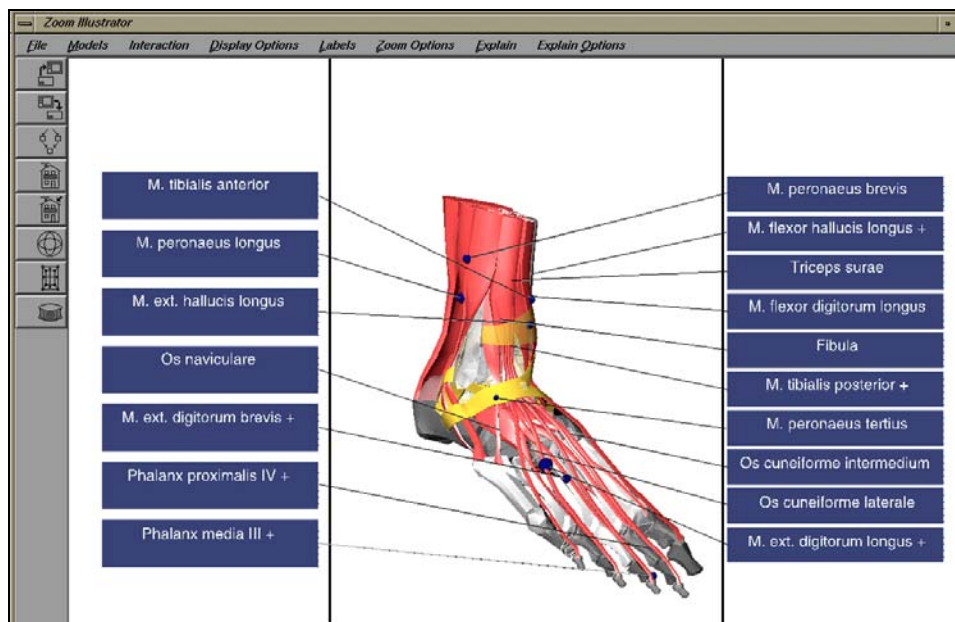 Zoom Illustrator
File Models Interaction Display Options Labels Zoom Options Explain Explain Options
M. tibialis anterior
M. peronaeus longus
M. ext. hallucis longus
Os naviculare
M. ext. digitorum brevis +
Phalanx proximalis IV +
Phalanx media III +
M. peronaeus brevis
M. flexor hallucis longus +
Triceps surae
M. flexor digitorum longus
Fibula
M. tibialis posterior +
M. peronaeus tertius
Os cuneiforme intermedium
Os cuneiforme laterale
M. ext. digitorum longus +